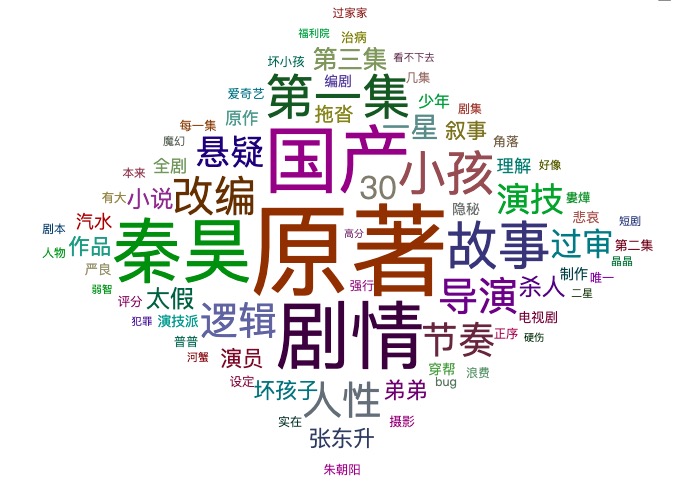 过家家
福利院 治病
坏小孩 第三集 看不下去
爱奇艺 编剧 第一集 几集
原作 拖沓 少年 剧集
每一集 一星 叙事
魔幻 悬疑 国产 角落
全剧 小孩 理解 好像
本来 30
有大 小说 改编 演技 婁燁
隐秘 悲哀 短剧
剧本 汽水 秦昊 原著 故事 过审 第二集
人物 作品 高分 晶晶
严良 制作 唯一
弱智 太假 强行 导演 杀人 二星
评分 逻辑 剧情 电视剧
犯罪 演技派 节奏 正序 硬伤
普普
河蟹 演员 穿帮 浪费
设定 坏孩子 人性 弟弟 bug
实在 摄影
张东升
朱朝阳